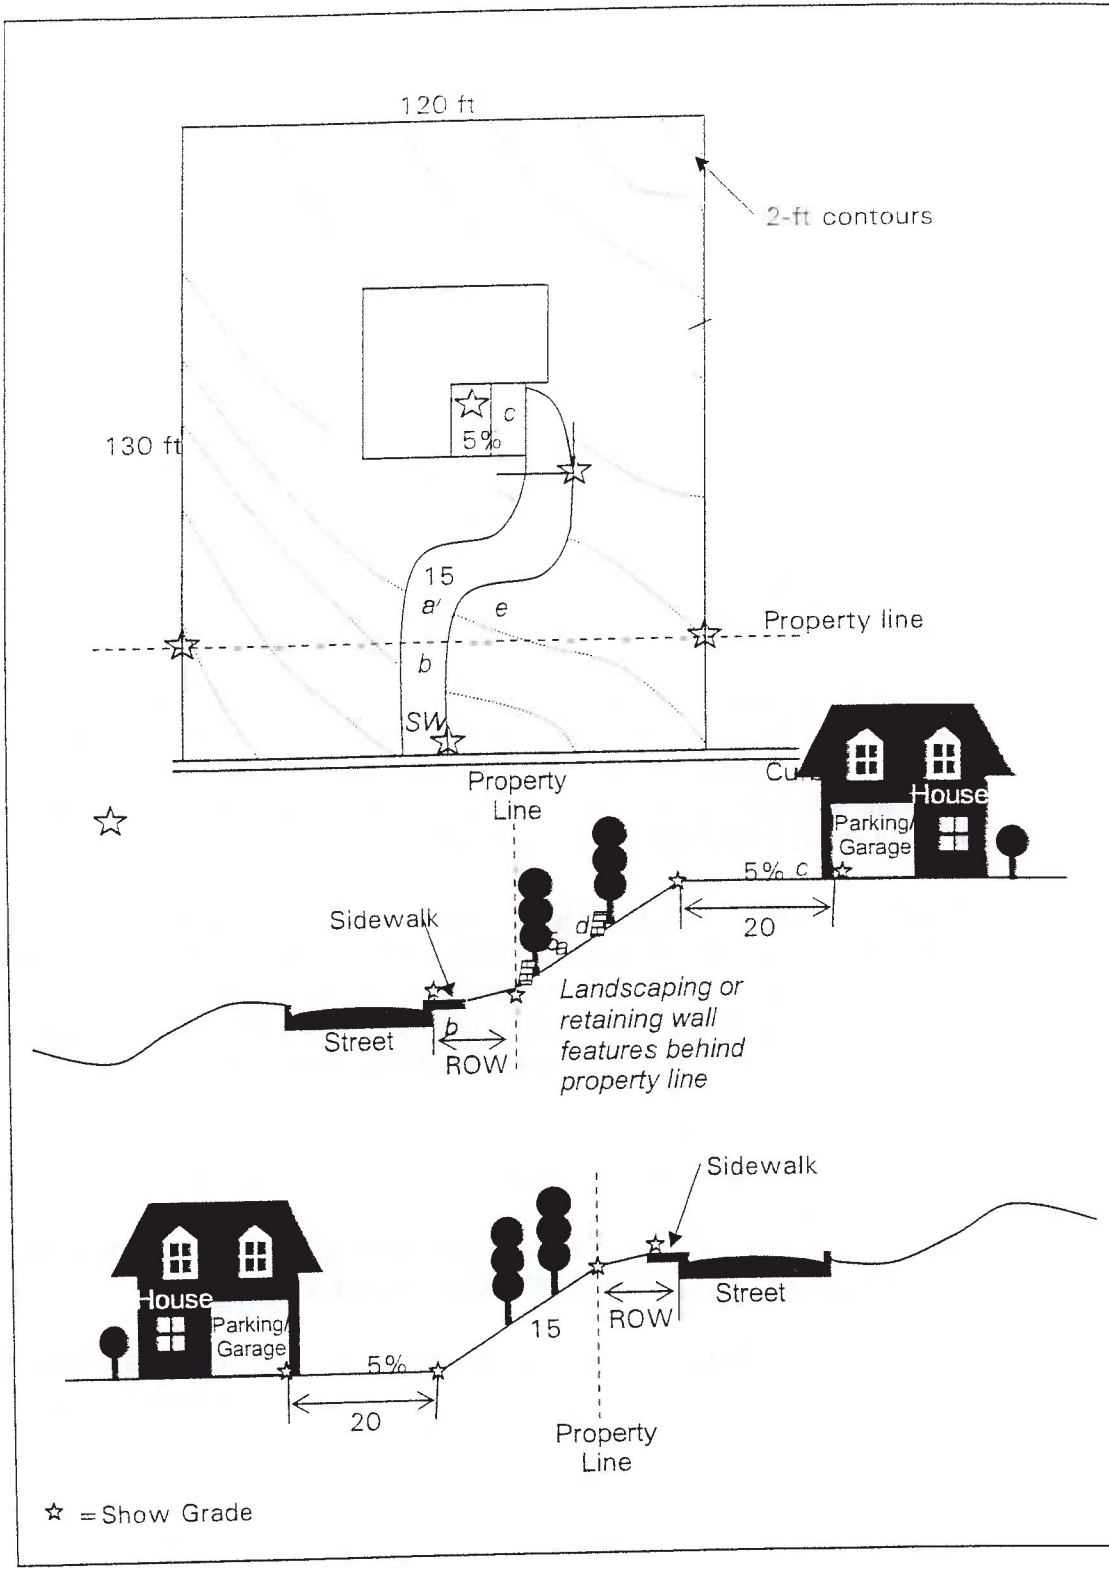 120 ft
2-ft contours
c
5%
130 ft
15
a'
e
Property line
b
SW
Property
Line
House
Parking/
Garage
5% c
20
Sidewalk
d
a
Landscaping or
retaining wall
features behind
property line
b
Street
ROW
Sidewalk
House
Parking/
Garage
Street
ROW
15
5%
20
Property
Line
= Show Grade